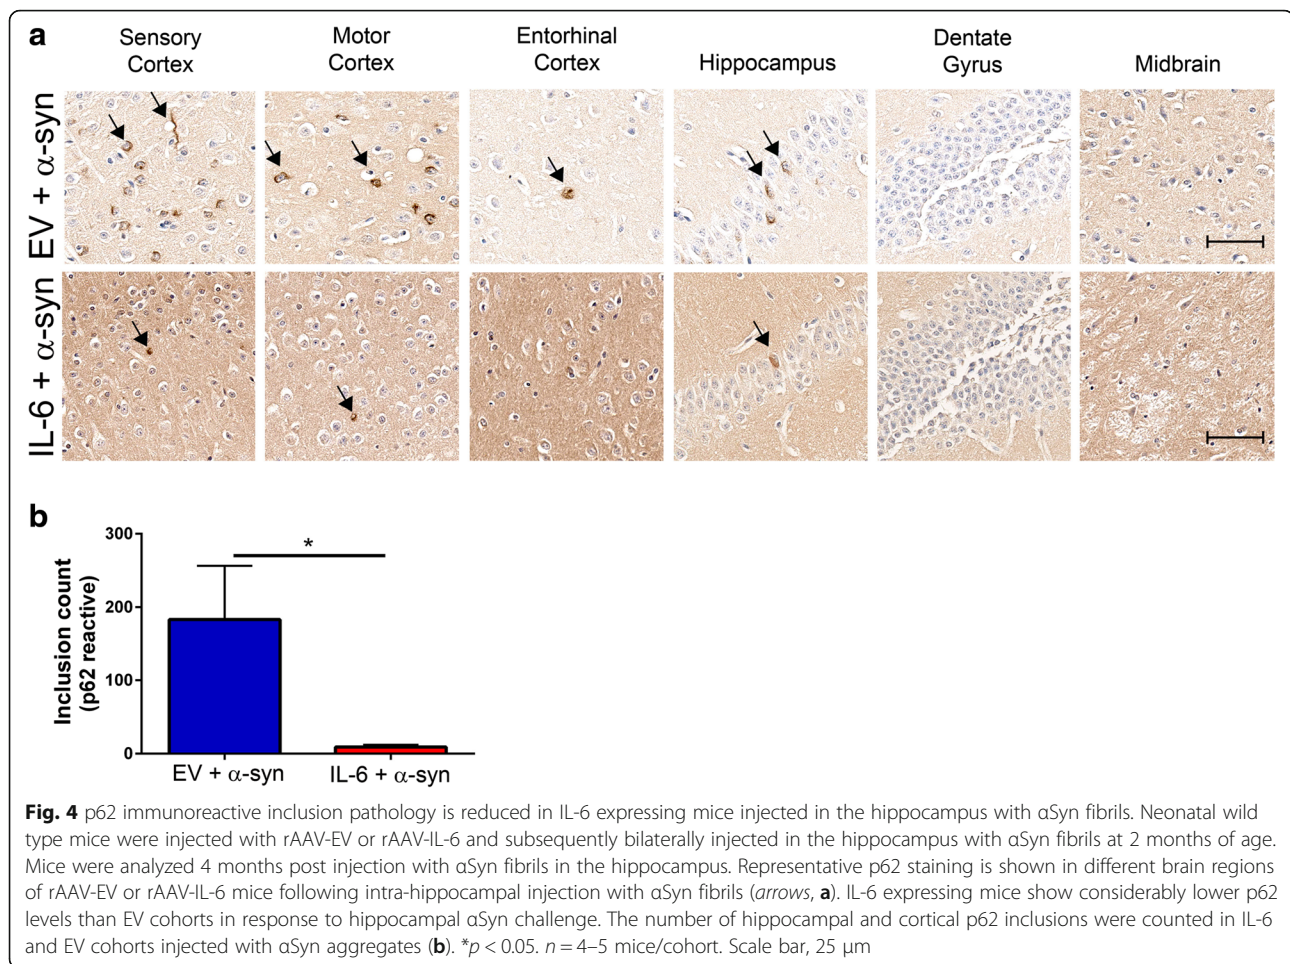 a
Sensory
Cortex
Motor
Cortex
Entorhinal
Cortex
Hippocampus
Dentate
Gyrus
Midbrain
EV + α-syn
IL-6 + α-syn
b
Inclusion count
(p62 reactive)
300
200
100
0
*
EV + α-syn
IL-6 + α-syn
Fig. 4 p62 immunoreactive inclusion pathology is reduced in IL-6 expressing mice injected in the hippocampus with αSyn fibrils. Neonatal wild
type mice were injected with rAAV-EV or rAAV-IL-6 and subsequently bilaterally injected in the hippocampus with αSyn fibrils at 2 months of age.
Mice were analyzed 4 months post injection with αSyn fibrils in the hippocampus. Representative p62 staining is shown in different brain regions
of rAAV-EV or rAAV-IL-6 mice following intra-hippocampal injection with αSyn fibrils (arrows, a). IL-6 expressing mice show considerably lower p62
levels than EV cohorts in response to hippocampal αSyn challenge. The number of hippocampal and cortical p62 inclusions were counted in IL-6
and EV cohorts injected with αSyn aggregates (b). *p < 0.05. n = 4–5 mice/cohort. Scale bar, 25 μm